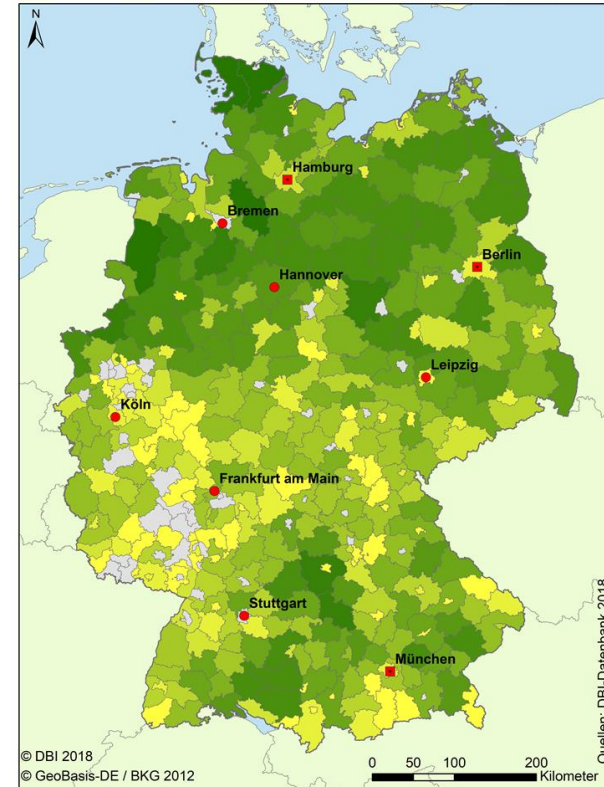 N
Hamburg
Bremen
Berlin
Hannover
Leipzig
Köln
Frankfurt am Main
Stuttgart
München
Quellen: DBI-Datenbank 2018
© DBI 2018
© GeoBasis-DE / BKG 2012
0 50 100 200
Kilometer